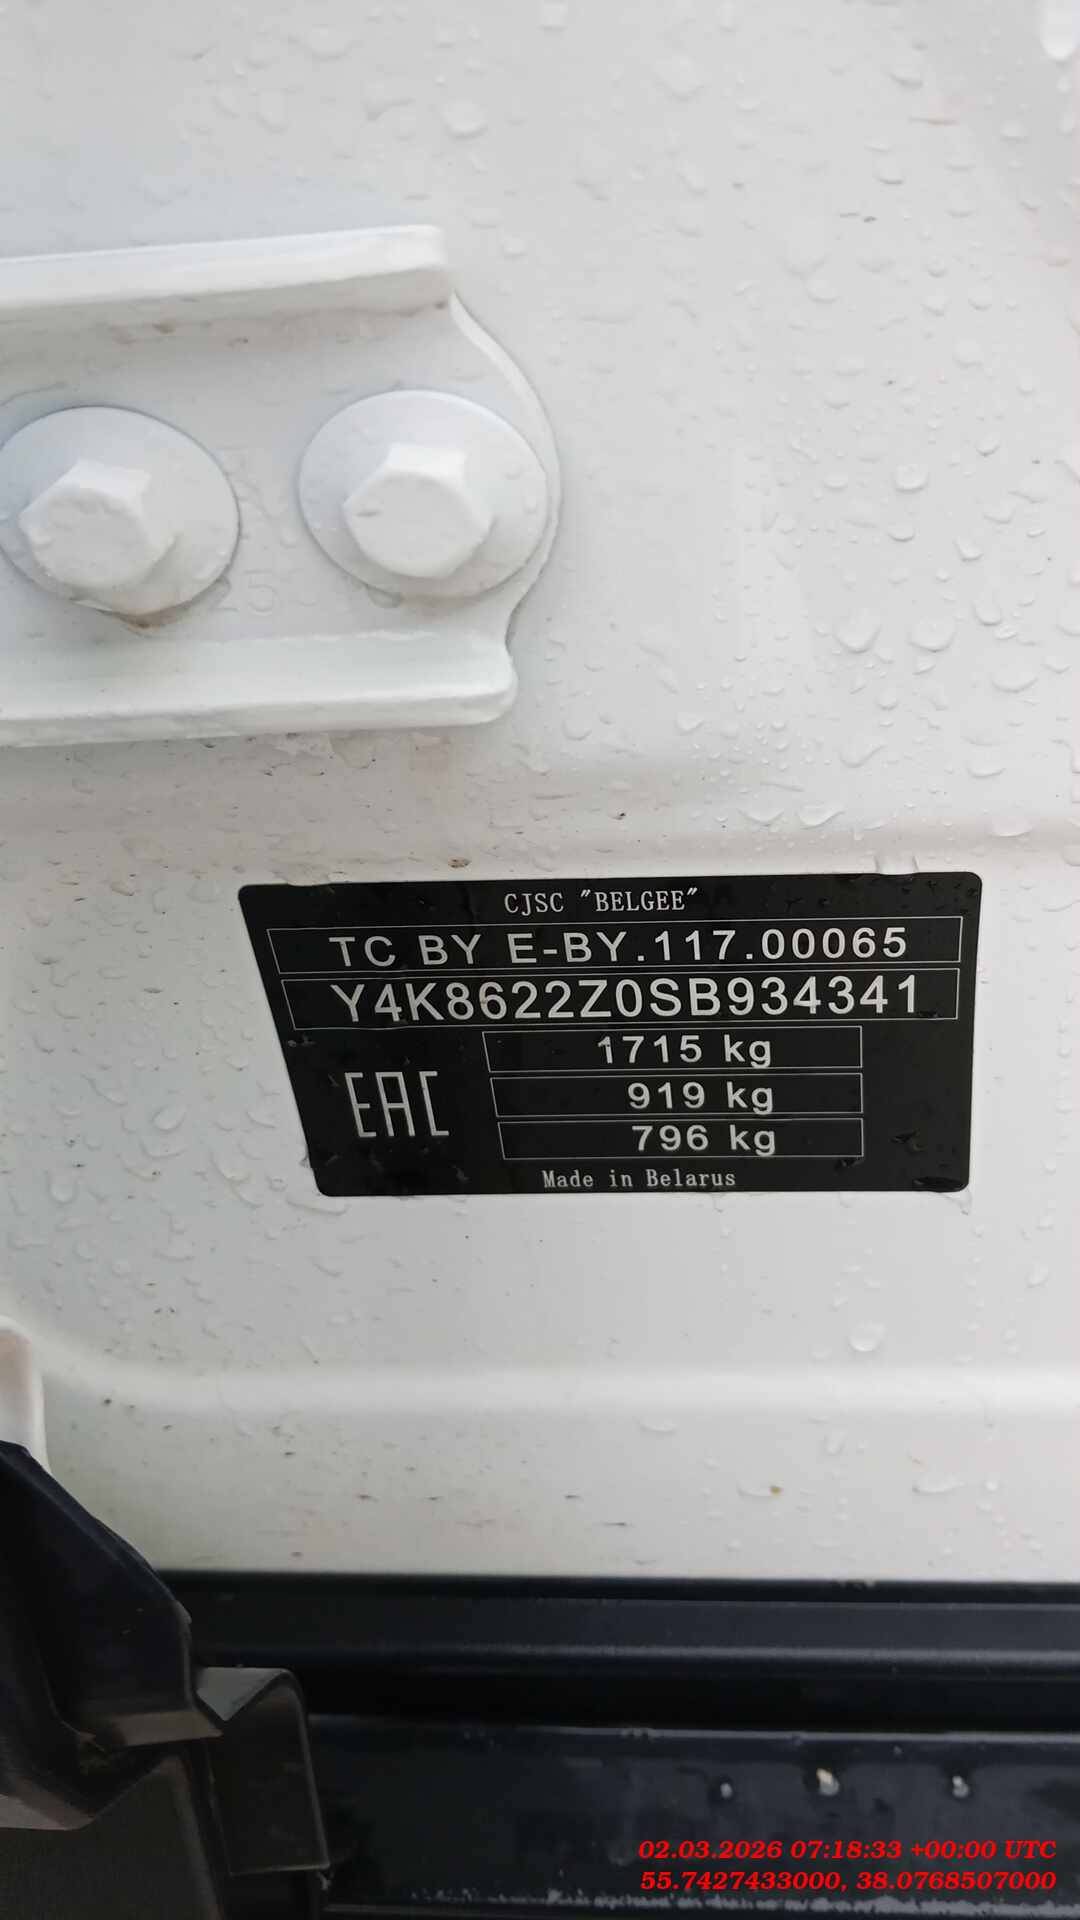 CJSC "BELGEE"
TC BY E-BY.117.00065
Y4K8622Z0SB934341
1715 kg
EAC
919 kg
796 kg
Made in Belarus
02.03.2026 07:18:33 +00:00 UTC
55.7427433000, 38.0768507000